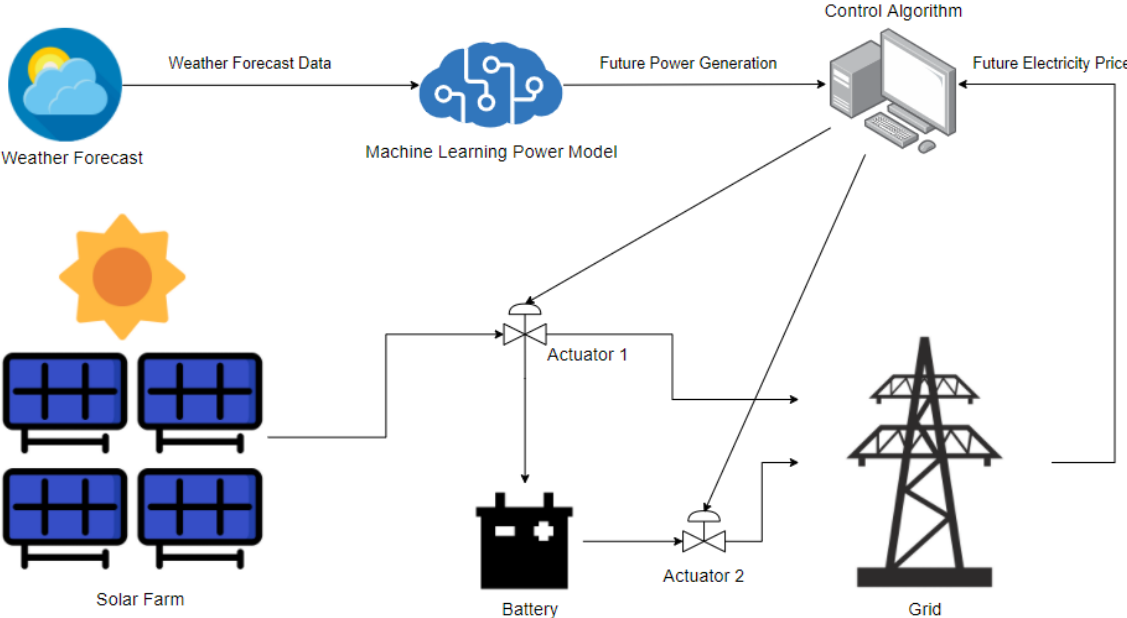 Control Algorithm
Weather Forecast Data
Future Power Generation
Future Electricity Price
Weather Forecast
Machine Learning Power Model
Actuator 1
Actuator 2
Solar Farm
Battery
Grid